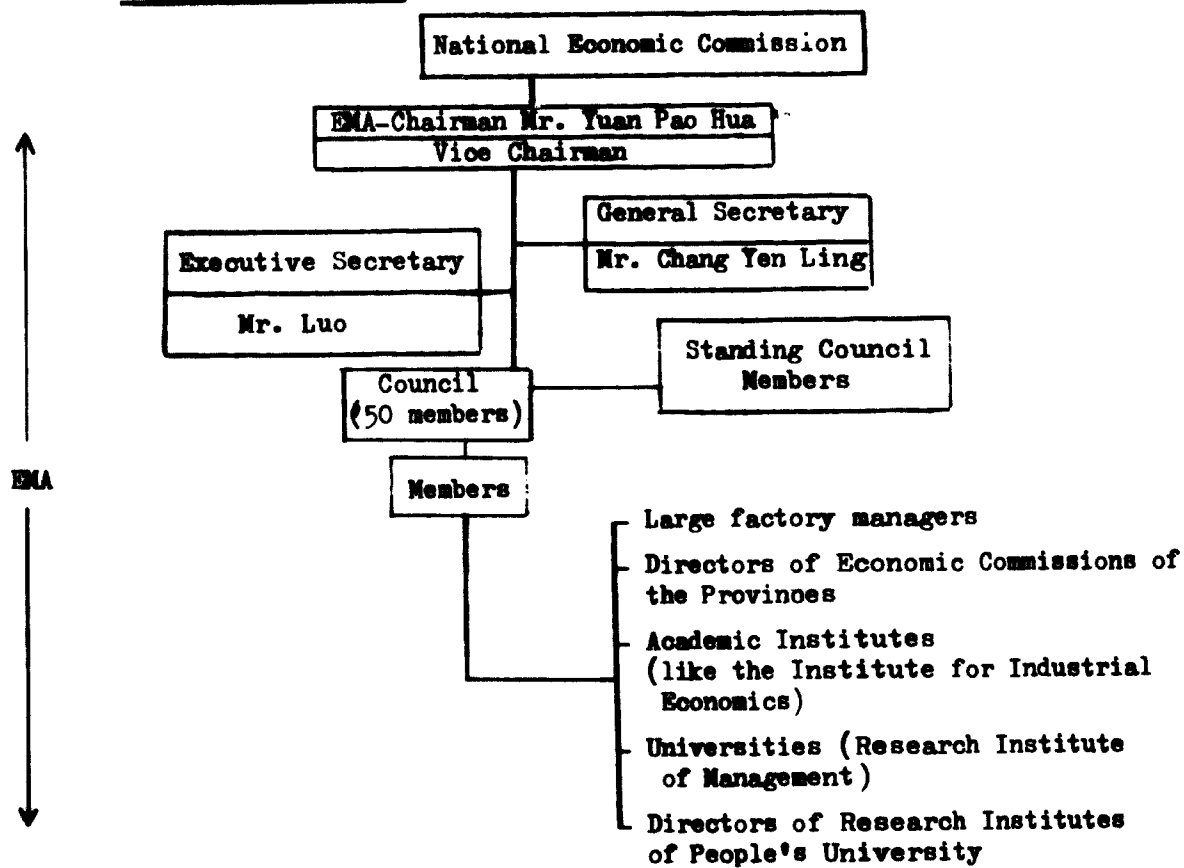 National Economic Commission
EMA-Chairman Mr. Yuan Pao Hua
Vice Chairman
General Secretary
Mr. Chang Yen Ling
Executive Secretary
Mr. Luo
Standing Council
Members
Council
(50 members)
Members
EMA
Large factory managers
Directors of Economic Commissions of
the Provinces
Academic Institutes
(like the Institute for Industrial
Economics)
Universities (Research Institute
of Management)
Directors of Research Institutes
of People's University